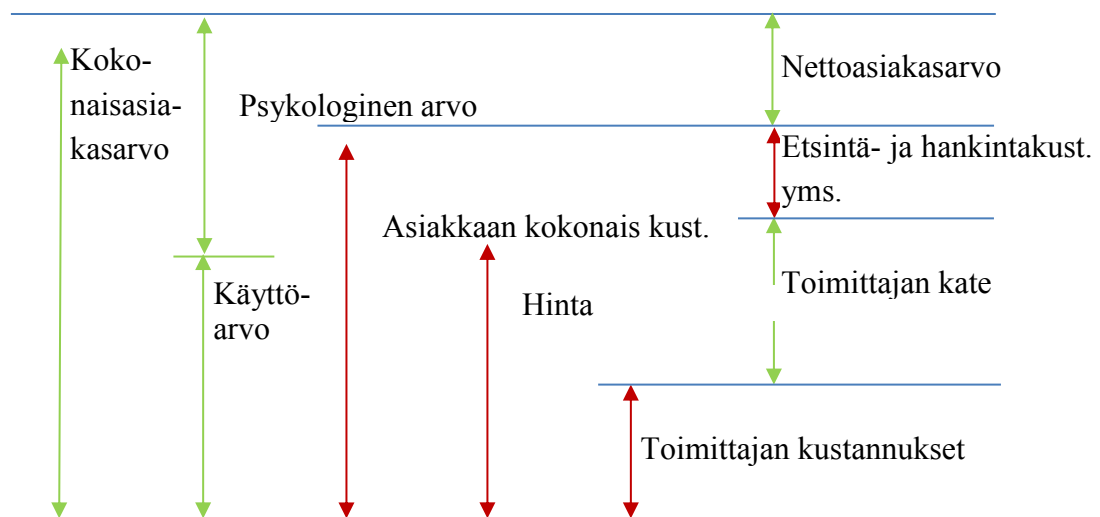 Koko-
naisasia-
kasarvo
Psykologinen arvo
Nettoasiakasarvo
Etsintä- ja hankintakust.
yms.
Asiakkaan kokonais kust.
Käyttö-
arvo
Hinta
Toimittajan kate
Toimittajan kustannukset